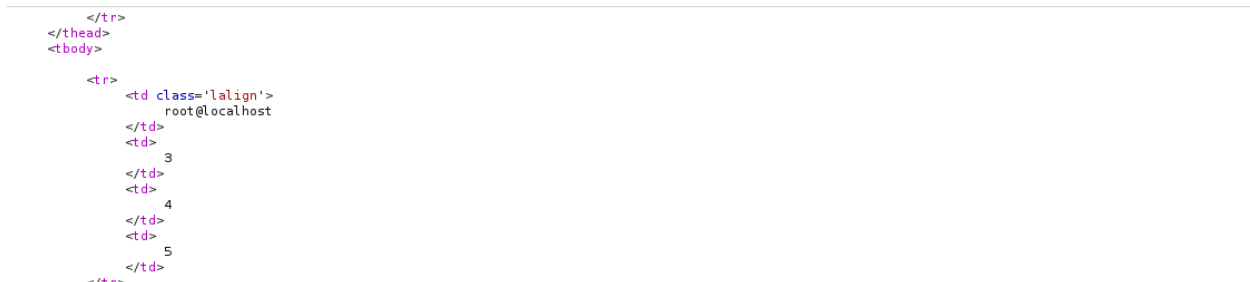 </tr>
</thead>
<tbody>
<tr>
<td class='lalign'>
root@localhost
</td>
<td>
3
</td>
<td>
4
</td>
<td>
5
</td>
</tr>